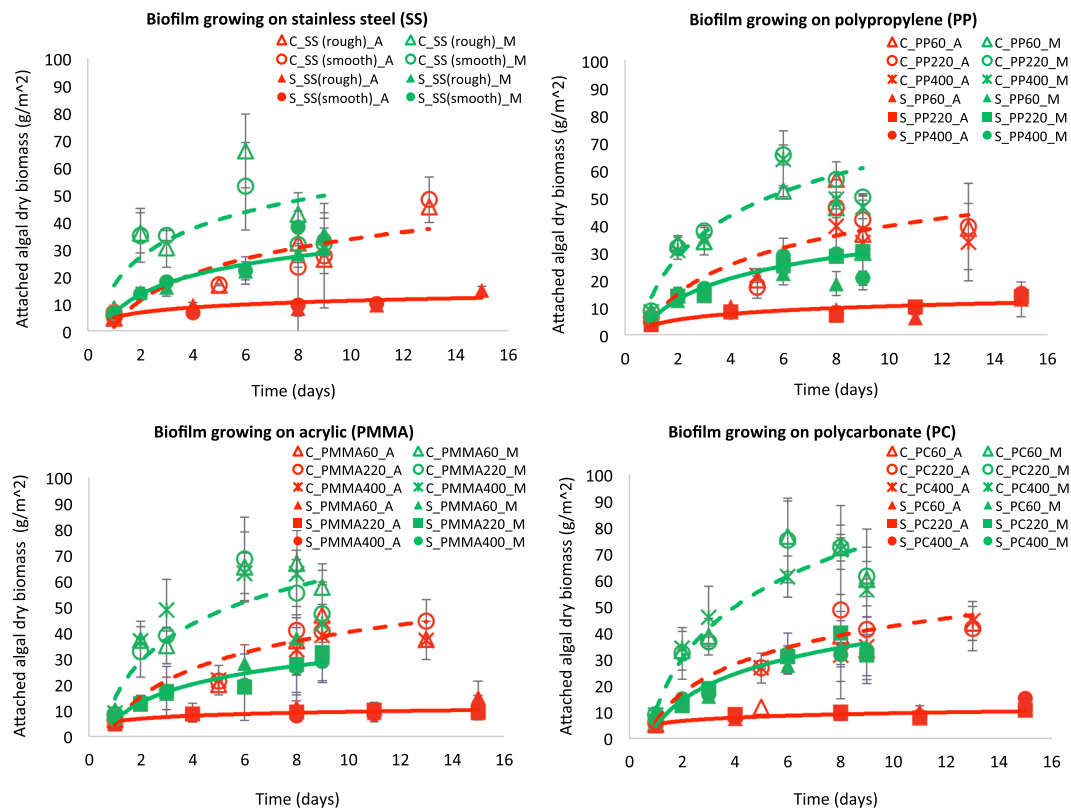 Biofilm growing on stainless steel (SS)
C_SS (rough)_A C_SS (rough)_M
C_SS (smooth)_A C_SS (smooth)_M
S_SS(rough)_A S_SS(rough)_M
S_SS(smooth)_A S_SS(smooth)_M
Attached algal dry biomass (g/m^2)
100
90
80
70
60
50
40
30
20
10
0
0 2 4 6 8 10 12 14 16
Time (days)
Biofilm growing on polypropylene (PP)
C_PP60_A C_PP60_M
C_PP220_A C_PP220_M
C_PP400_A C_PP400_M
S_PP60_A S_PP60_M
S_PP220_A S_PP220_M
S_PP400_A S_PP400_M
Attached algal dry biomass (g/m^2)
100
90
80
70
60
50
40
30
20
10
0
0 2 4 6 8 10 12 14 16
Time (days)
Biofilm growing on acrylic (PMMA)
C_PMMA60_A C_PMMA60_M
C_PMMA220_A C_PMMA220_M
C_PMMA400_A C_PMMA400_M
S_PMMA60_A S_PMMA60_M
S_PMMA220_A S_PMMA220_M
S_PMMA400_A S_PMMA400_M
Attached algal dry biomass (g/m^2)
100
90
80
70
60
50
40
30
20
10
0
0 2 4 6 8 10 12 14 16
Time (days)
Biofilm growing on polycarbonate (PC)
C_PC60_A C_PC60_M
C_PC220_A C_PC220_M
C_PC400_A C_PC400_M
S_PC60_A S_PC60_M
S_PC220_A S_PC220_M
S_PC400_A S_PC400_M
Attached algal dry biomass (g/m^2)
100
90
80
70
60
50
40
30
20
10
0
0 2 4 6 8 10 12 14 16
Time (days)